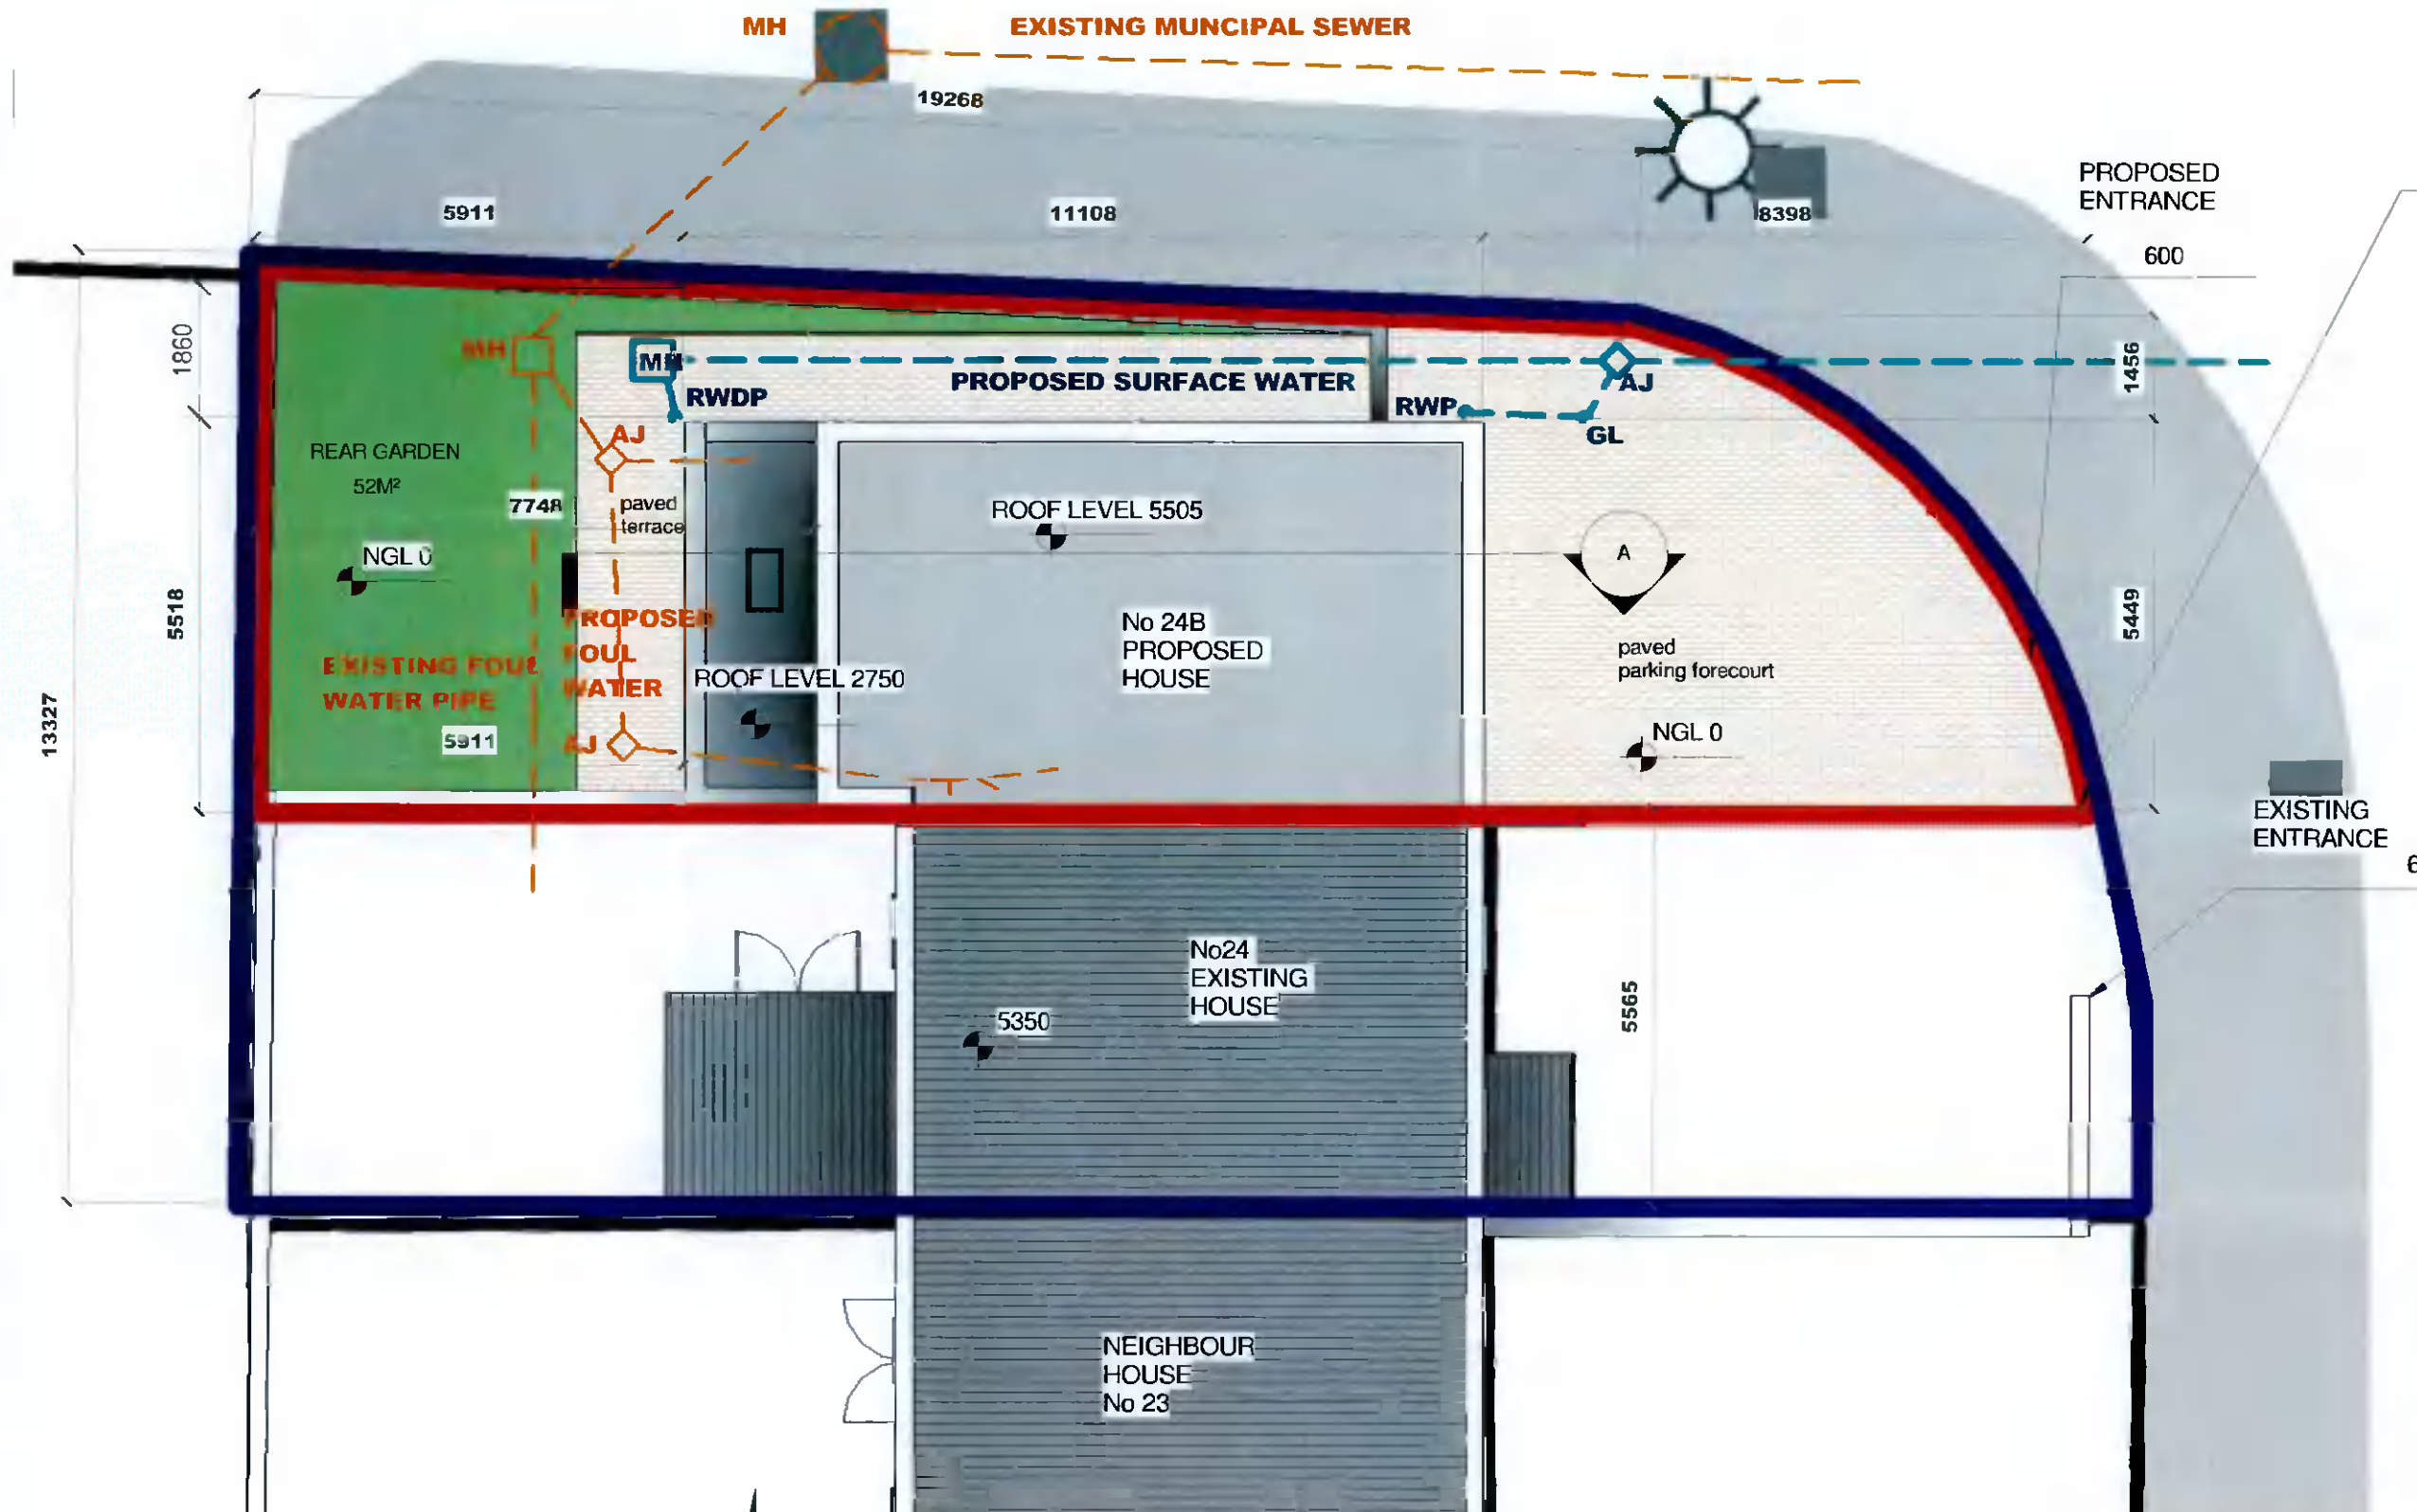 MH
EXISTING MUNCIPAL SEWER
19268
PROPOSED
ENTRANCE
5911
11108
8398
600
1860
MH
MH
PROPOSED SURFACE WATER
RWDP
RWP
AJ
GL
1456
AJ
REAR GARDEN
52M²
7748
paved
terrace
ROOF LEVEL 5505
A
NGL 0
5518
PROPOSED
FOUL
WATER
EXISTING FOUL
WATER PIPE
No 24B
PROPOSED
HOUSE
5449
paved
parking forecourt
ROOF LEVEL 2750
13327
5911
AJ
NGL 0
EXISTING
ENTRANCE
6
No24
EXISTING
HOUSE
5350
5565
NEIGHBOUR
HOUSE
No 23